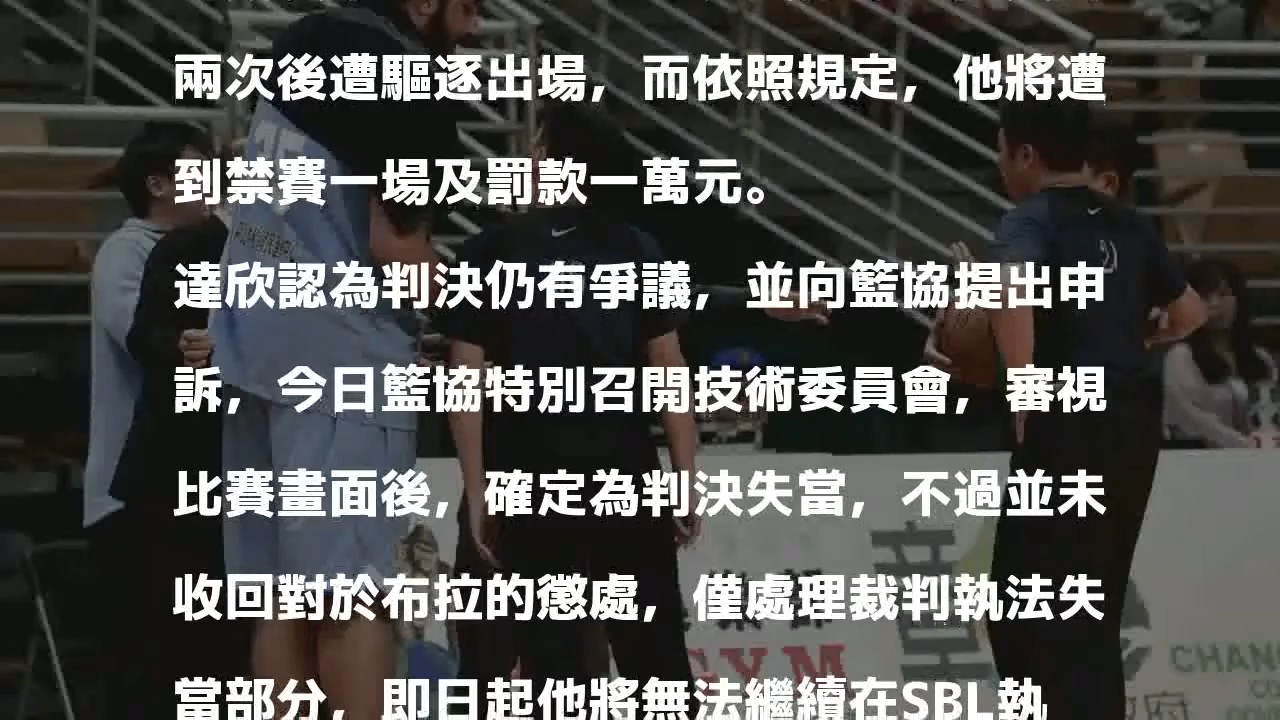 兩次後遭驅逐出場，而依照規定，他將遭
到禁賽一場及罰款一萬元。
達欣認為判決仍有爭議，並向籃協提出申
訴，今日籃協特別召開技術委員會，審視
比賽畫面後，確定為判決失當，不過並未
收回對於布拉的懲處，僅處理裁判執法失
當部分，即日起他將無法繼續在SBL執
GYM
CHAN